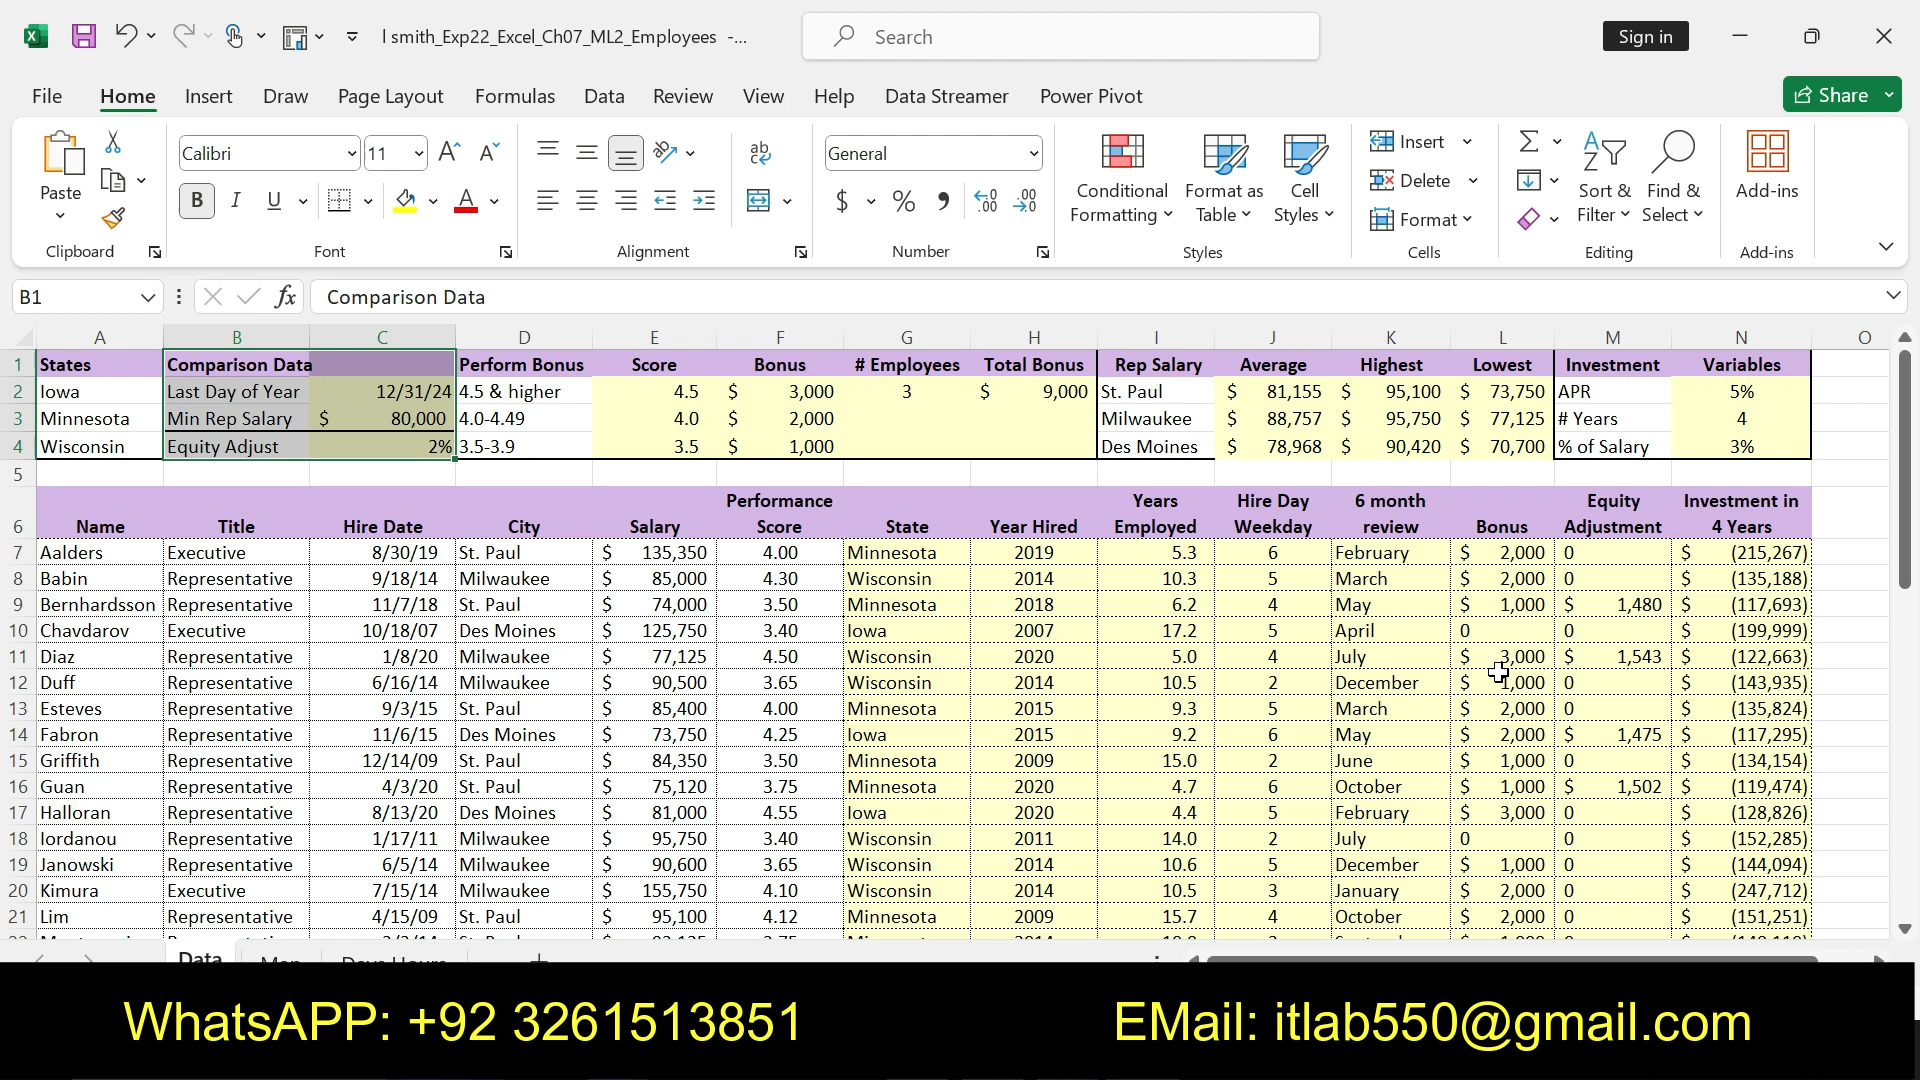 l smith_Exp22_Excel_Ch07_ML2_Employees -...
Search
Sign in
File Home Insert Draw Page Layout Formulas Data Review View Help Data Streamer Power Pivot
Share
Paste
Calibri 11
B I U
General
$ % ,
Conditional Formatting
Format as Table
Cell Styles
Insert
Delete
Format
Sort & Filter
Find & Select
Add-ins
Clipboard Font Alignment Number Styles Cells Editing Add-ins
B1 fx Comparison Data
A B C D E F G H I J K L M N O
1 States Comparison Data Perform Bonus Score Bonus # Employees Total Bonus Rep Salary Average Highest Lowest Investment Variables
2 Iowa Last Day of Year 12/31/24 4.5 & higher 4.5 $ 3,000 3 $ 9,000 St. Paul $ 81,155 $ 95,100 $ 73,750 APR 5%
3 Minnesota Min Rep Salary $ 80,000 4.0-4.49 4.0 $ 2,000 Milwaukee $ 88,757 $ 95,750 $ 77,125 # Years 4
4 Wisconsin Equity Adjust 2% 3.5-3.9 3.5 $ 1,000 Des Moines $ 78,968 $ 90,420 $ 70,700 % of Salary 3%
5
6 Name Title Hire Date City Salary Performance Score State Year Hired Years Employed Hire Day Weekday 6 month review Bonus Equity Adjustment Investment in 4 Years
7 Aalders Executive 8/30/19 St. Paul $ 135,350 4.00 Minnesota 2019 5.3 6 February $ 2,000 0 $ (215,267)
8 Babin Representative 9/18/14 Milwaukee $ 85,000 4.30 Wisconsin 2014 10.3 5 March $ 2,000 0 $ (135,188)
9 Bernhardsson Representative 11/7/18 St. Paul $ 74,000 3.50 Minnesota 2018 6.2 4 May $ 1,000 $ 1,480 $ (117,693)
10 Chavdarov Executive 10/18/07 Des Moines $ 125,750 3.40 Iowa 2007 17.2 5 April 0 0 $ (199,999)
11 Diaz Representative 1/8/20 Milwaukee $ 77,125 4.50 Wisconsin 2020 5.0 4 July $ 3,000 $ 1,543 $ (122,663)
12 Duff Representative 6/16/14 Milwaukee $ 90,500 3.65 Wisconsin 2014 10.5 2 December $ 1,000 0 $ (143,935)
13 Esteves Representative 9/3/15 St. Paul $ 85,400 4.00 Minnesota 2015 9.3 5 March $ 2,000 0 $ (135,824)
14 Fabron Representative 11/6/15 Des Moines $ 73,750 4.25 Iowa 2015 9.2 6 May $ 2,000 $ 1,475 $ (117,295)
15 Griffith Representative 12/14/09 St. Paul $ 84,350 3.50 Minnesota 2009 15.0 2 June $ 1,000 0 $ (134,154)
16 Guan Representative 4/3/20 St. Paul $ 75,120 3.75 Minnesota 2020 4.7 6 October $ 1,000 $ 1,502 $ (119,474)
17 Halloran Representative 8/13/20 Des Moines $ 81,000 4.55 Iowa 2020 4.4 5 February $ 3,000 0 $ (128,826)
18 Iordanou Representative 1/17/11 Milwaukee $ 95,750 3.40 Wisconsin 2011 14.0 2 July 0 0 $ (152,285)
19 Janowski Representative 6/5/14 Milwaukee $ 90,600 3.65 Wisconsin 2014 10.6 5 December $ 1,000 0 $ (144,094)
20 Kimura Executive 7/15/14 Milwaukee $ 155,750 4.10 Wisconsin 2014 10.5 3 January $ 2,000 0 $ (247,712)
21 Lim Representative 4/15/09 St. Paul $ 95,100 4.12 Minnesota 2009 15.7 4 October $ 2,000 0 $ (151,251)
Data Map
WhatsAPP: +92 3261513851 EMail: itlab550@gmail.com